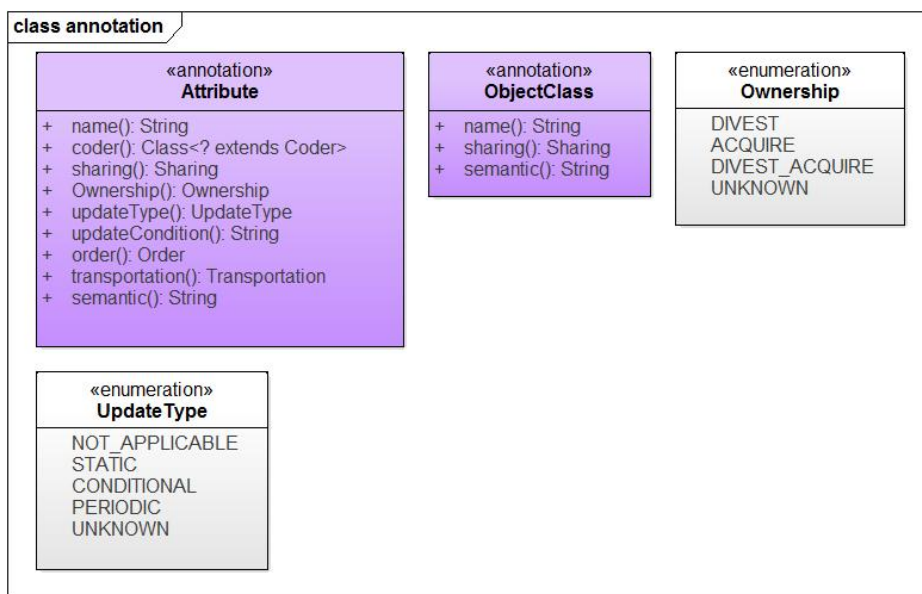 class annotation
«annotation»
Attribute
+ name(): String
+ coder(): Class<? extends Coder>
+ sharing(): Sharing
+ Ownership(): Ownership
+ updateType(): UpdateType
+ updateCondition(): String
+ order(): Order
+ transportation(): Transportation
+ semantic(): String
«annotation»
ObjectClass
+ name(): String
+ sharing(): Sharing
+ semantic(): String
«enumeration»
Ownership
DIVEST
ACQUIRE
DIVEST_ACQUIRE
UNKNOWN
«enumeration»
UpdateType
NOT_APPLICABLE
STATIC
CONDITIONAL
PERIODIC
UNKNOWN